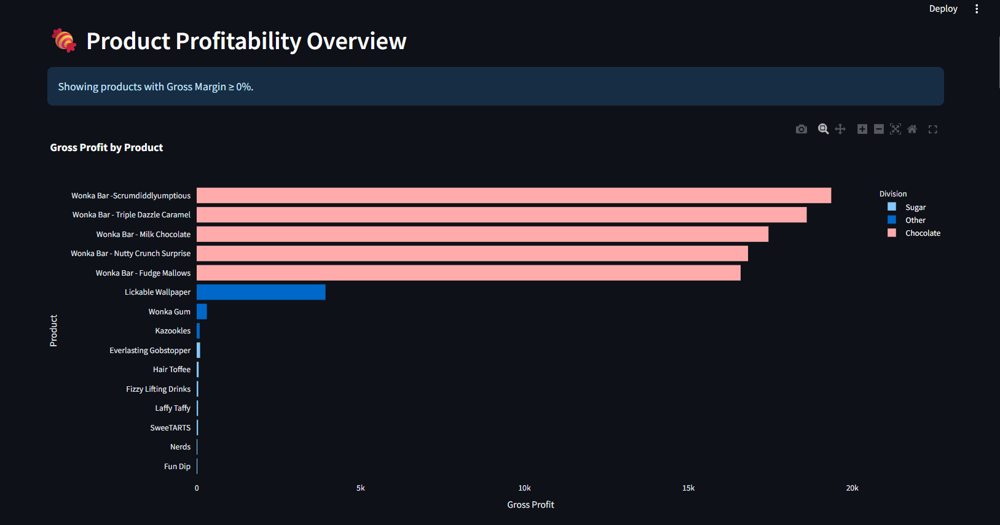 Deploy
Product Profitability Overview
Showing products with Gross Margin ≥ 0%.
Gross Profit by Product
Wonka Bar -Scrumdiddlyumptious
Wonka Bar - Triple Dazzle Caramel
Wonka Bar - Milk Chocolate
Wonka Bar - Nutty Crunch Surprise
Wonka Bar - Fudge Mallows
Lickable Wallpaper
Wonka Gum
Kazookles
Everlasting Gobstopper
Hair Toffee
Fizzy Lifting Drinks
Laffy Taffy
SweeTARTS
Nerds
Fun Dip
Product
0 5k 10k 15k 20k
Gross Profit
Division
Sugar
Other
Chocolate